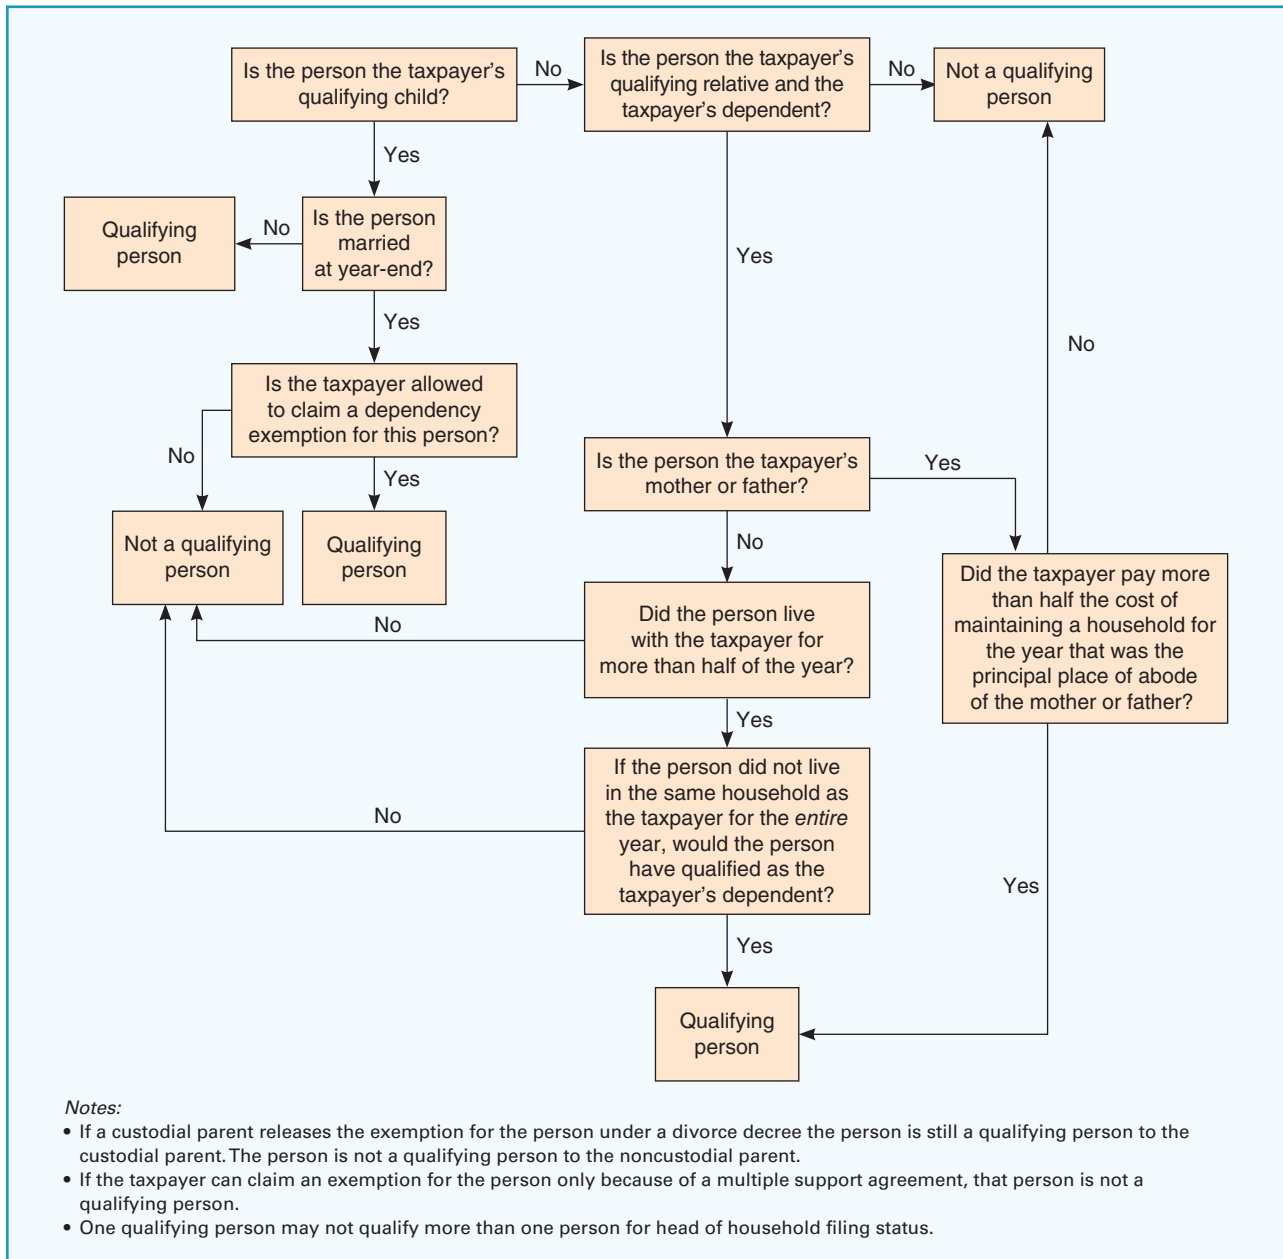 Is the person the taxpayer's
qualifying child?
No
Is the person the taxpayer's
qualifying relative and the
taxpayer's dependent?
No
Not a qualifying
person
Yes
Qualifying
person
No
Is the person
married
at year-end?
Yes
Yes
Is the taxpayer allowed
to claim a dependency
exemption for this person?
No
No
Yes
Is the person the taxpayer's
mother or father?
Yes
Not a qualifying
person
Qualifying
person
No
Did the person live
with the taxpayer for
more than half of the year?
No
Did the taxpayer pay more
than half the cost of
maintaining a household for
the year that was the
principal place of abode
of the mother or father?
Yes
If the person did not live
in the same household as
the taxpayer for the entire
year, would the person
have qualified as the
taxpayer's dependent?
No
Yes
Yes
Qualifying
person
Notes:
• If a custodial parent releases the exemption for the person under a divorce decree the person is still a qualifying person to the
custodial parent. The person is not a qualifying person to the noncustodial parent.
• If the taxpayer can claim an exemption for the person only because of a multiple support agreement, that person is not a
qualifying person.
• One qualifying person may not qualify more than one person for head of household filing status.